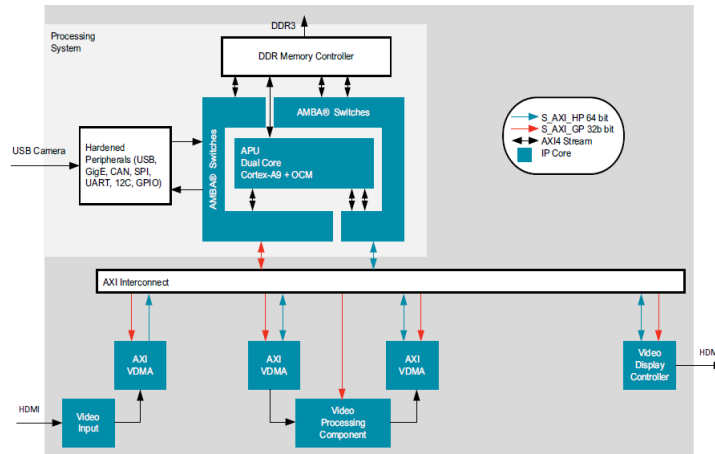 DDR3
Processing
System
DDR Memory Controller
AMBA® Switches
AMBA® Switches
APU
Dual Core
Cortex-A9 + OCM
USB Camera
Hardened
Peripherals (USB,
GigE, CAN, SPI,
UART, 12C, GPIO)
S_AXI_HP 64 bit
S_AXI_GP 32b bit
AXI4 Stream
IP Core
AXI Interconnect
AXI
VDMA
AXI
VDMA
AXI
VDMA
Video
Display
Controller
HDM
HDMI
Video
Input
Video
Processing
Component